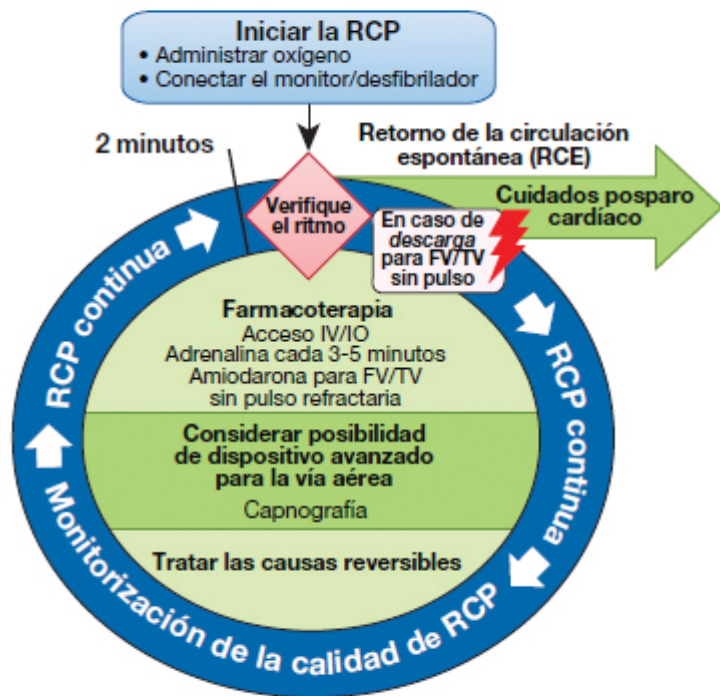 Iniciar la RCP
• Administrar oxígeno
• Conectar el monitor/desfibrilador
2 minutos
Retorno de la circulación
espontánea (RCE)
Cuidados posparo
cardíaco
Verifique
el ritmo
En caso de
descarga
para FV/TV
sin pulso
Farmacoterapia
Acceso IV/IO
Adrenalina cada 3-5 minutos
Amiodarona para FV/TV
sin pulso refractaria
Considerar posibilidad
de dispositivo avanzado
para la vía aérea
Capnografía
Tratar las causas reversibles
RCP continua
RCP continua
Monitorización de la calidad de RCP